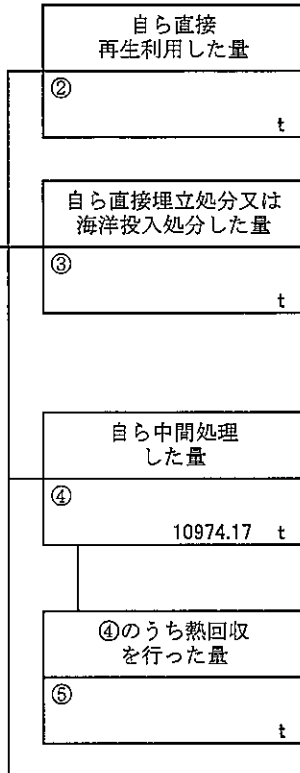 自ら直接
再生利用した量
②
t
自ら直接埋立処分又は
海洋投入処分した量
③
t
自ら中間処理
した量
④
10974.17 t
④のうち熱回収
を行った量
⑤
t